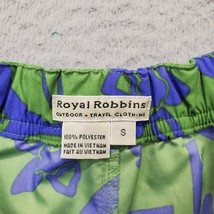 Royal Robbins
OUTDOOR + TRAVEL CLOTHING
S
100% POLYESTER
MADE IN VIETNAM
FAIT AU VIETNAM